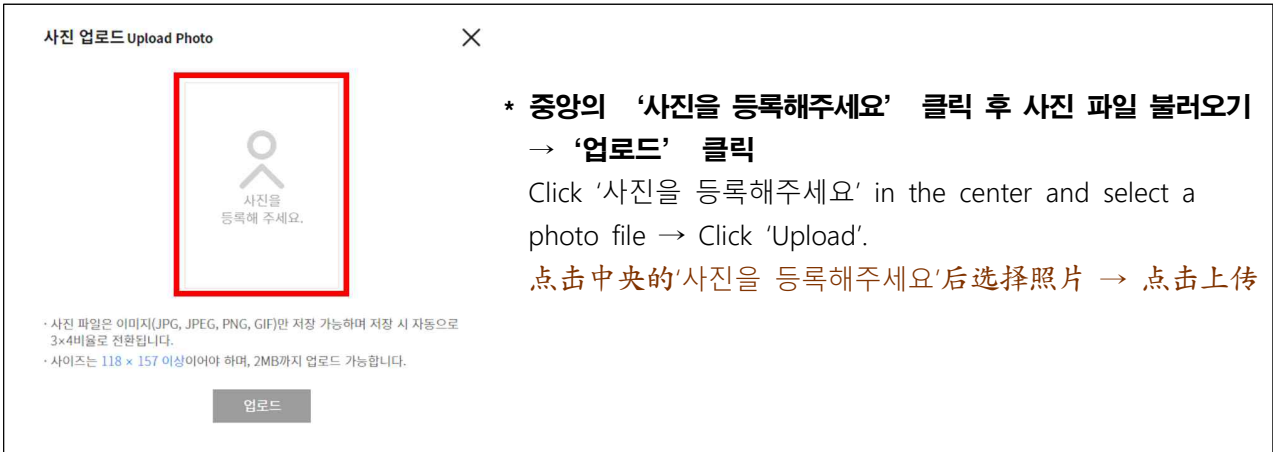 사진 업로드 Upload Photo
사진을
등록해 주세요.
· 사진 파일은 이미지(JPG, JPEG, PNG, GIF)만 저장 가능하며 저장 시 자동으로
3×4비율로 전환됩니다.
· 사이즈는 118 × 157 이상이어야 하며, 2MB까지 업로드 가능합니다.
업로드
* 중앙의 ‘사진을 등록해주세요’ 클릭 후 사진 파일 불러오기
→ ‘업로드’ 클릭
Click ‘사진을 등록해주세요’ in the center and select a
photo file → Click ‘Upload’.
点击中央的‘사진을 등록해주세요’后选择照片 → 点击上传